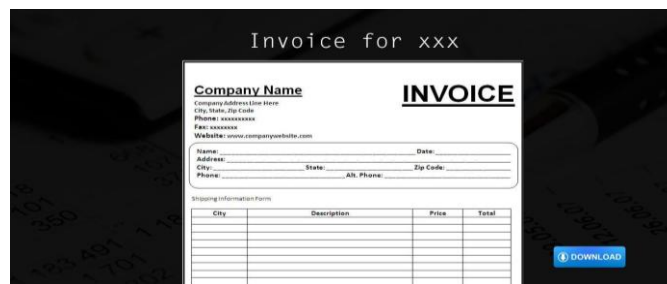 Invoice for xxx
Company Name
INVOICE
Company Address Line Here
City, State, Zip Code
Phone: xxxxxxxxxx
Fax: xxxxxxxx
Website: www.companywebsite.com
Name: Date:
Address:
City: State: Zip Code:
Phone: Alt. Phone:
Shipping Information Form
City Description Price Total
DOWNLOAD